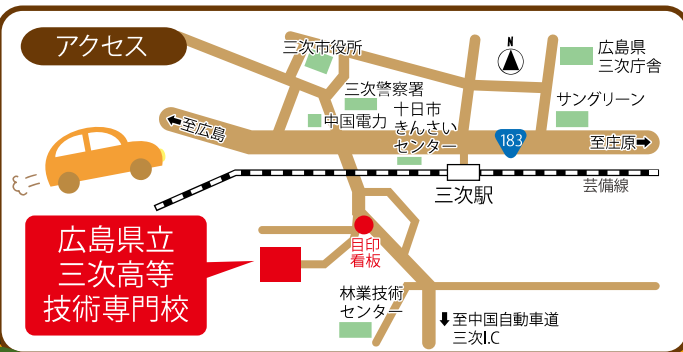 アクセス
三次市役所
N
広島県
三次庁舎
三次警察署
サングリーン
中国電力
十日市
きんさい
センター
←至広島
183
至庄原→
三次駅
芸備線
広島県立
三次高等
技術専門校
目印
看板
林業技術
センター
↓至中国自動車道
三次I.C